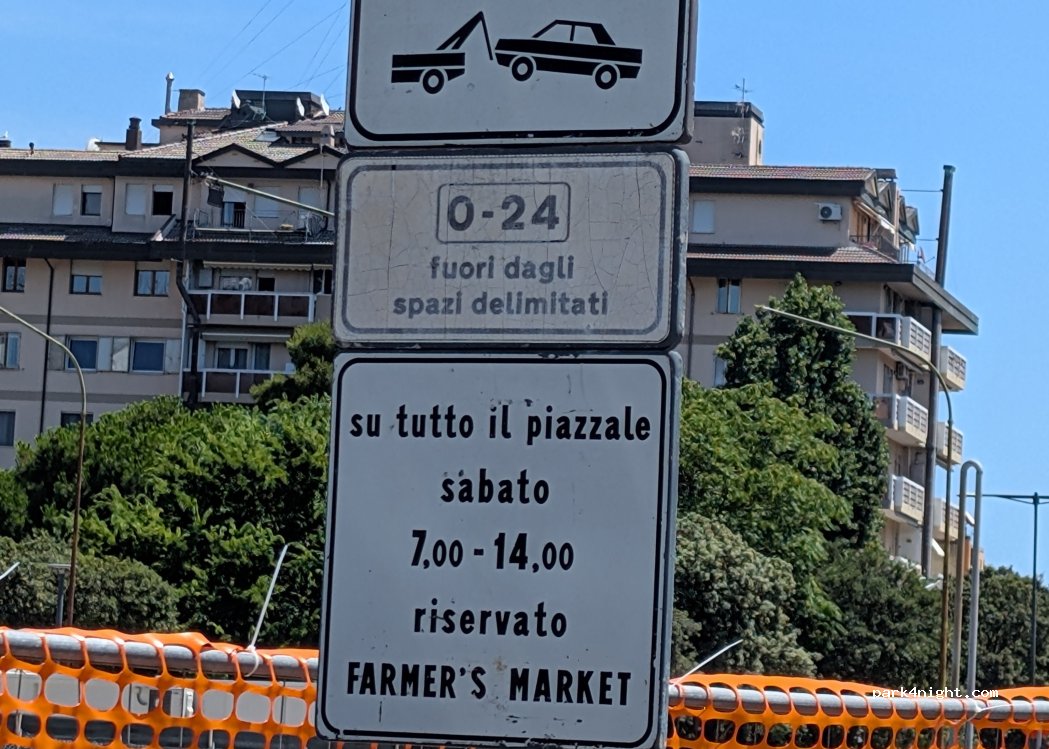 0-24
fuori dagli
spazi delimitati
su tutto il piazzale
sabato
7,00 - 14,00
riservato
FARMER'S MARKET
park4night.com